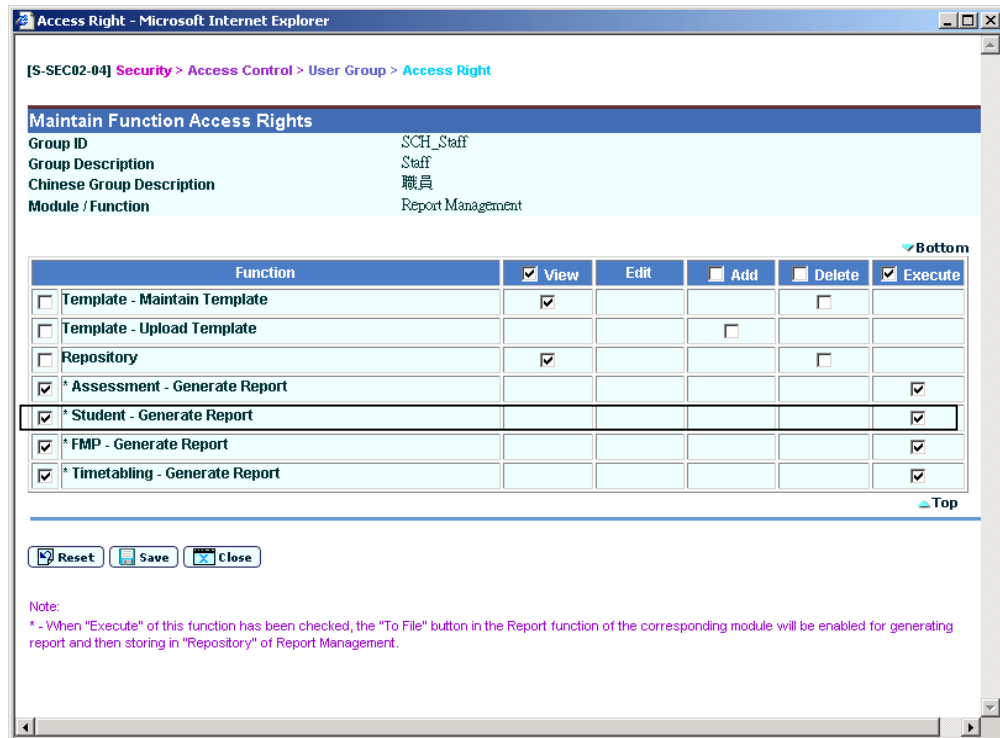 Access Right - Microsoft Internet Explorer
[S-SEC02-04] Security > Access Control > User Group > Access Right
Maintain Function Access Rights
Group ID SCH_Staff
Group Description Staff
Chinese Group Description 職員
Module / Function Report Management
Bottom
Function View Edit Add Delete Execute
Template - Maintain Template
Template - Upload Template
Repository
* Assessment - Generate Report
* Student - Generate Report
* FMP - Generate Report
* Timetabling - Generate Report
Top
Reset Save Close
Note:
* - When "Execute" of this function has been checked, the "To File" button in the Report function of the corresponding module will be enabled for generating
report and then storing in "Repository" of Report Management.